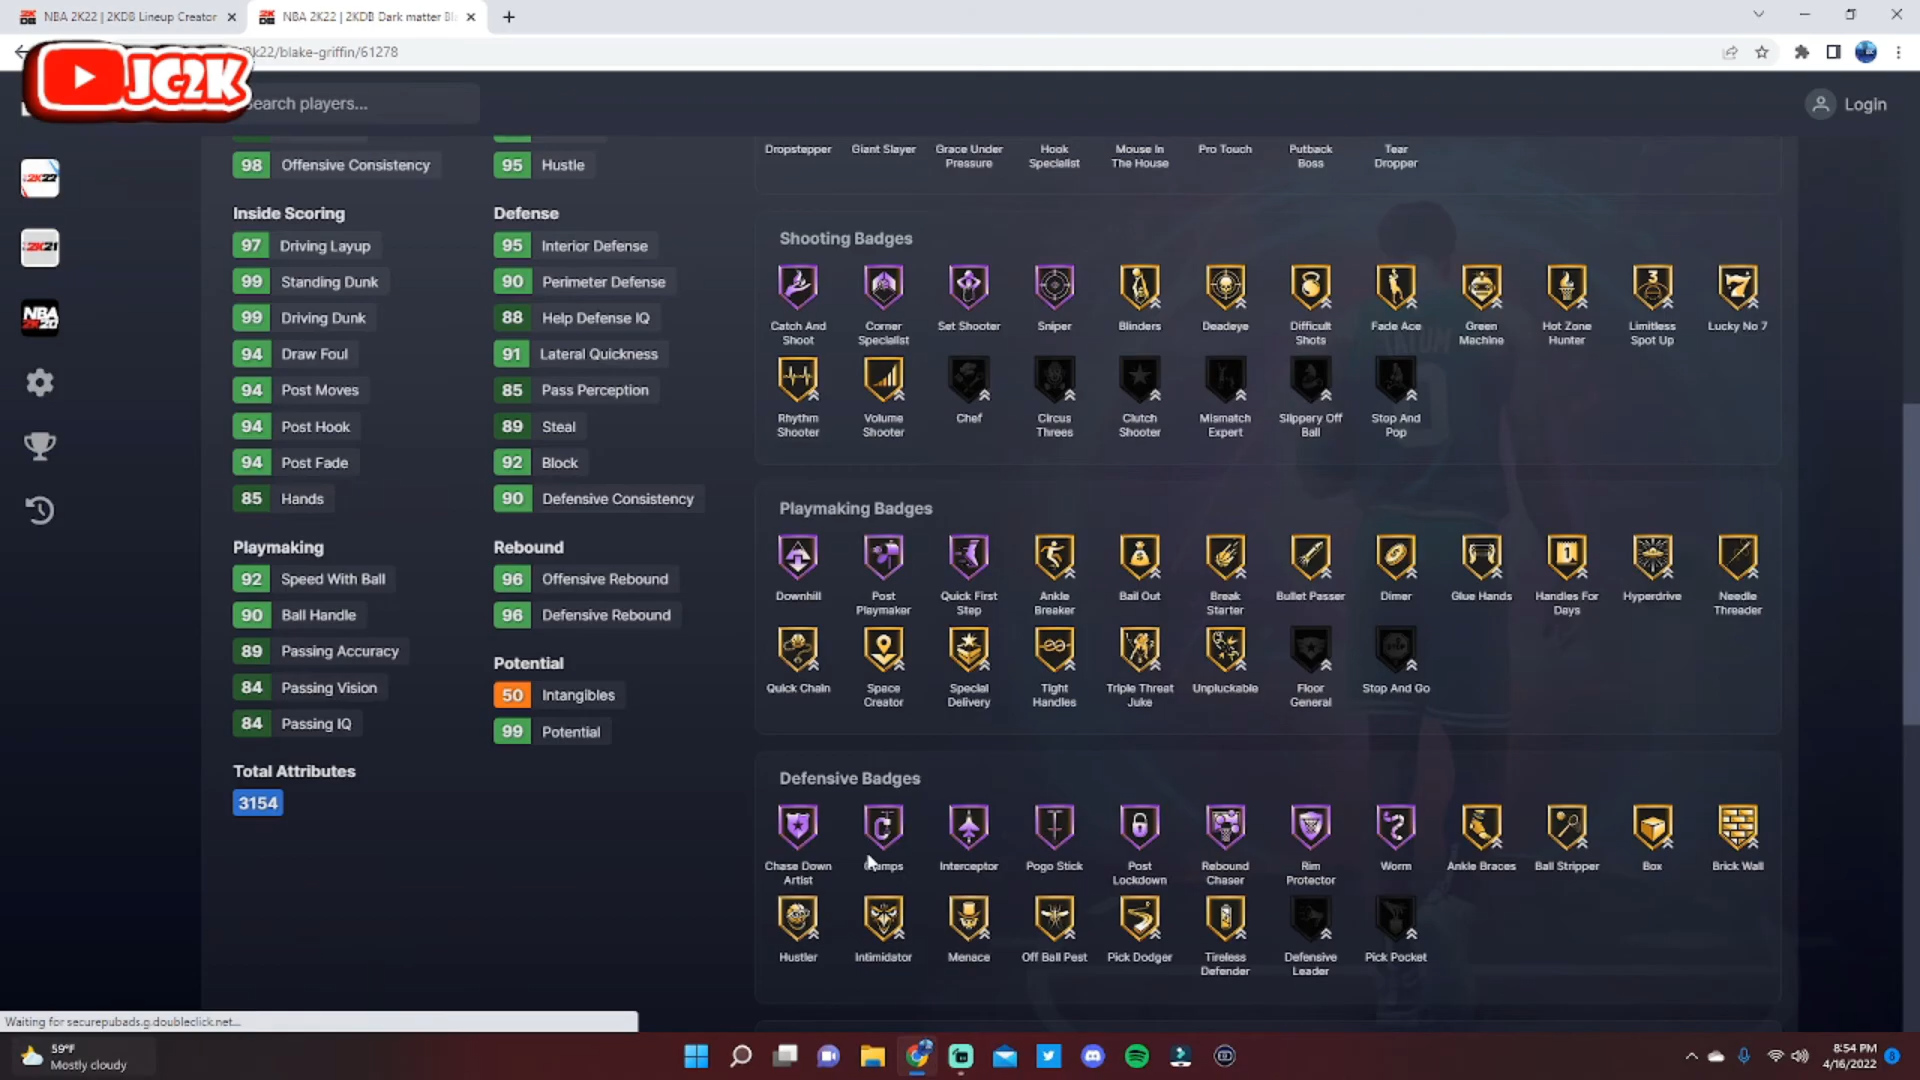 NBA 2K22 | 2KDB Lineup Creator
NBA 2K22 | 2KDB Dark matter Bl
k22/blake-griffin/61278
JC2K
earch players...
Login
2K22
2K21
NBA 2K20
98 Offensive Consistency
95 Hustle
Inside Scoring
97 Driving Layup
99 Standing Dunk
99 Driving Dunk
94 Draw Foul
94 Post Moves
94 Post Hook
94 Post Fade
85 Hands
Defense
95 Interior Defense
90 Perimeter Defense
88 Help Defense IQ
91 Lateral Quickness
85 Pass Perception
89 Steal
92 Block
90 Defensive Consistency
Playmaking
92 Speed With Ball
90 Ball Handle
89 Passing Accuracy
84 Passing Vision
84 Passing IQ
Rebound
96 Offensive Rebound
96 Defensive Rebound
Potential
50 Intangibles
99 Potential
Total Attributes
3154
Dropstepper
Giant Slayer
Grace Under
Pressure
Hook
Specialist
Mouse In
The House
Pro Touch
Putback
Boss
Tear
Dropper
Shooting Badges
Catch And
Shoot
Corner
Specialist
Set Shooter
Sniper
Blinders
Deadeye
Difficult
Shots
Fade Ace
Green
Machine
Hot Zone
Hunter
Limitless
Spot Up
Lucky No 7
Rhythm
Shooter
Volume
Shooter
Chef
Circus
Threes
Clutch
Shooter
Mismatch
Expert
Slippery Off
Ball
Stop And
Pop
TATUM
Playmaking Badges
Downhill
Post
Playmaker
Quick First
Step
Ankle
Breaker
Bail Out
Break
Starter
Bullet Passer
Dimer
Glue Hands
Handles For
Days
Hyperdrive
Needle
Threader
Quick Chain
Space
Creator
Special
Delivery
Tight
Handles
Triple Threat
Juke
Unpluckable
Floor
General
Stop And Go
Defensive Badges
Chase Down
Artist
Interceptor
Pogo Stick
Post
Lockdown
Rebound
Chaser
Rim
Protector
Worm
Ankle Braces
Ball Stripper
Box
Brick Wall
Hustler
Intimidator
Menace
Off Ball Pest
Pick Dodger
Tireless
Defender
Defensive
Leader
Pick Pocket
Waiting for securepubads.g.doubleclick.net...
59°F
Mostly cloudy
8:54 PM
4/16/2022
8